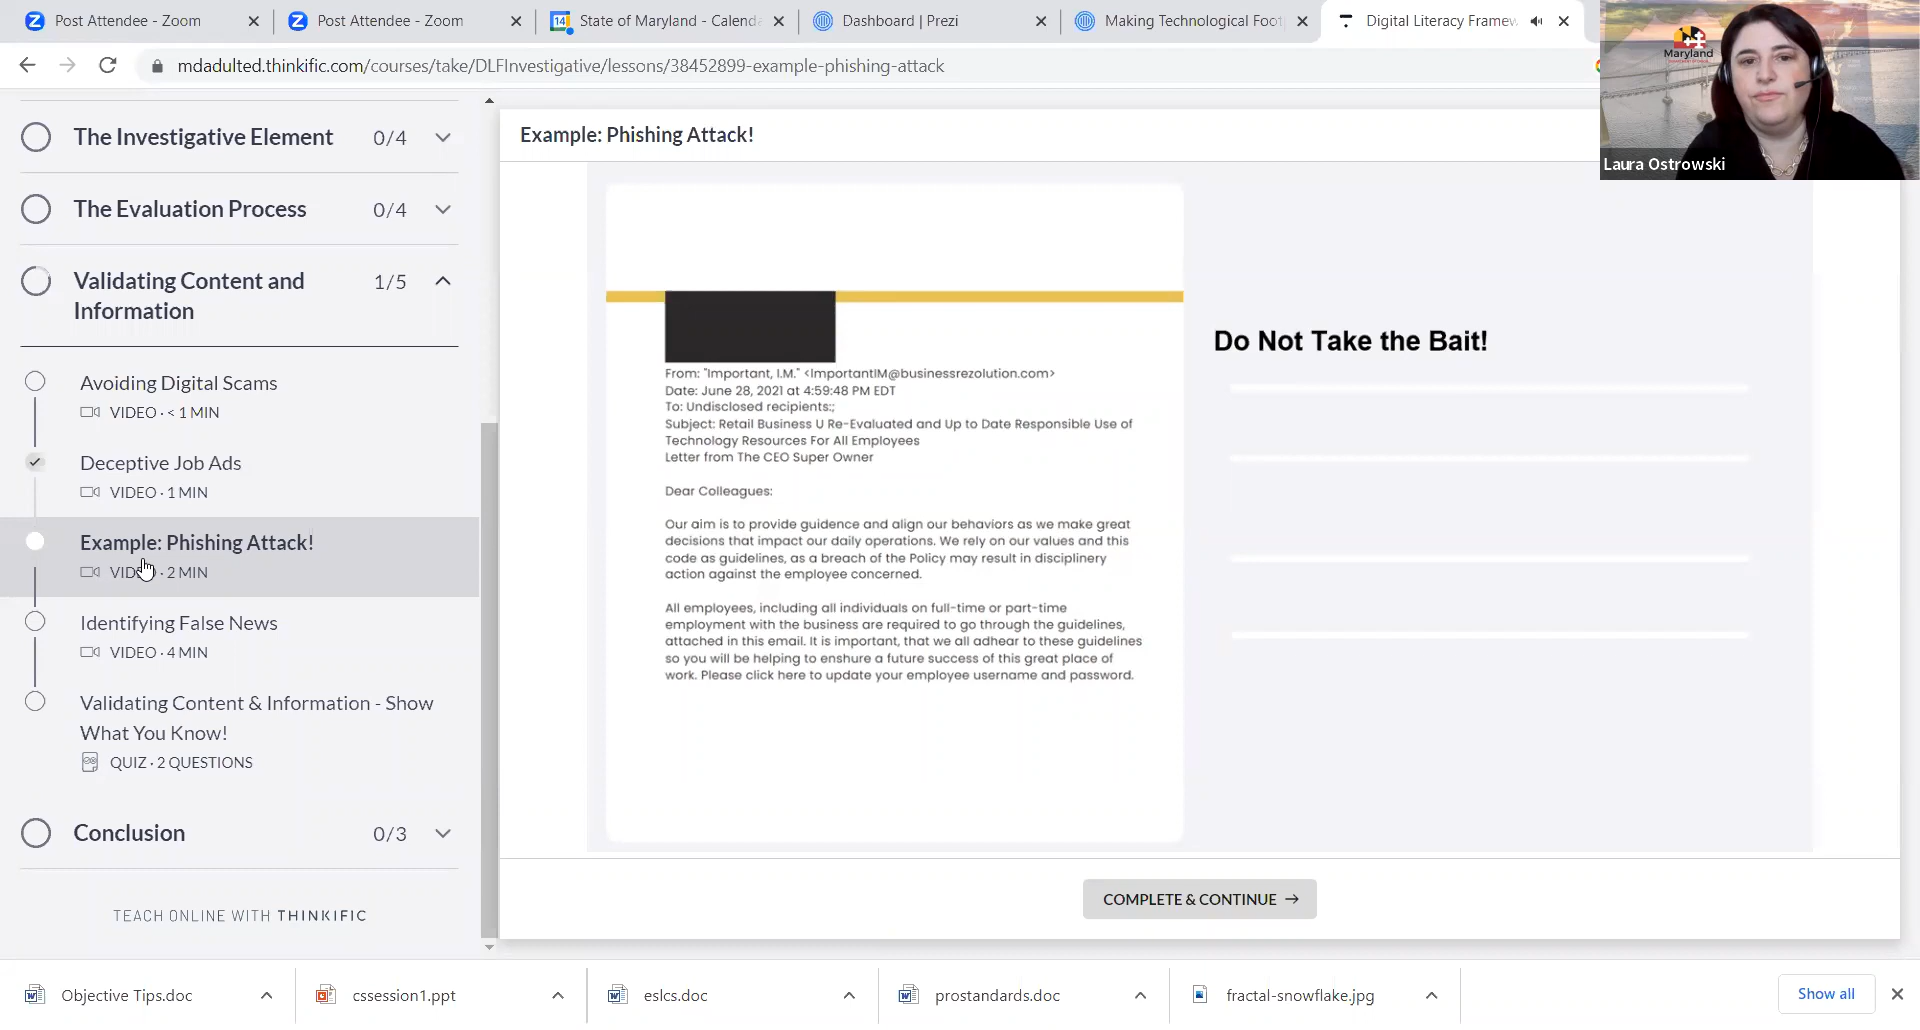 Post Attendee - Zoom
Post Attendee - Zoom
State of Maryland - Calenda
Dashboard | Prezi
Making Technological Foot
Digital Literacy Framew
mdadulted.thinkific.com/courses/take/DLFInvestigative/lessons/38452899-example-phishing-attack
Maryland
Laura Ostrowski
The Investigative Element 0/4
The Evaluation Process 0/4
Validating Content and 1/5
Information
Avoiding Digital Scams
VIDEO · < 1 MIN
Deceptive Job Ads
VIDEO · 1 MIN
Example: Phishing Attack!
VIDEO · 2 MIN
Identifying False News
VIDEO · 4 MIN
Validating Content & Information - Show
What You Know!
QUIZ · 2 QUESTIONS
Conclusion 0/3
TEACH ONLINE WITH THINKIFIC
Example: Phishing Attack!
From: "Important, I.M." <ImportantIM@businessrezolution.com>
Date: June 28, 2021 at 4:59:48 PM EDT
To: Undisclosed recipients:;
Subject: Retail Business U Re-Evaluated and Up to Date Responsible Use of
Technology Resources For All Employees
Letter from The CEO Super Owner
Dear Colleagues:
Our aim is to provide guidence and align our behaviors as we make great
decisions that impact our daily operations. We rely on our values and this
code as guidelines, as a breach of the Policy may result in disciplinery
action against the employee concerned.
All employees, including all individuals on full-time or part-time
employment with the business are required to go through the guidelines,
attached in this email. It is important, that we all adhear to these guidelines
so you will be helping to enshure a future success of this great place of
work. Please click here to update your employee username and password.
Do Not Take the Bait!
COMPLETE & CONTINUE →
Objective Tips.doc
cssession1.ppt
eslcs.doc
prostandards.doc
fractal-snowflake.jpg
Show all